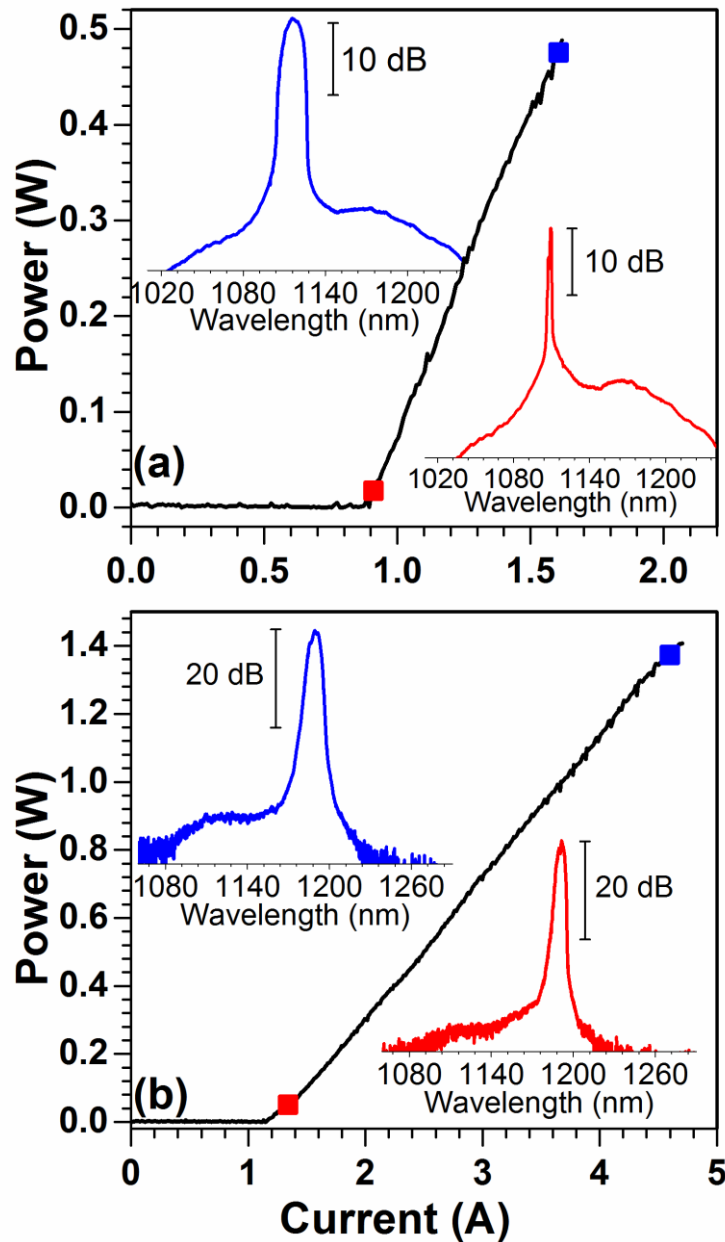 0.5
0.4
0.3
0.2
0.1
0.0
Power (W)
10 dB
1020 1080 1140 1200
Wavelength (nm)
10 dB
1020 1080 1140 1200
Wavelength (nm)
(a)
0.0 0.5 1.0 1.5 2.0
1.4
1.2
1.0
0.8
0.6
0.4
0.2
0.0
Power (W)
20 dB
1080 1140 1200 1260
Wavelength (nm)
20 dB
1080 1140 1200 1260
Wavelength (nm)
(b)
0 1 2 3 4 5
Current (A)